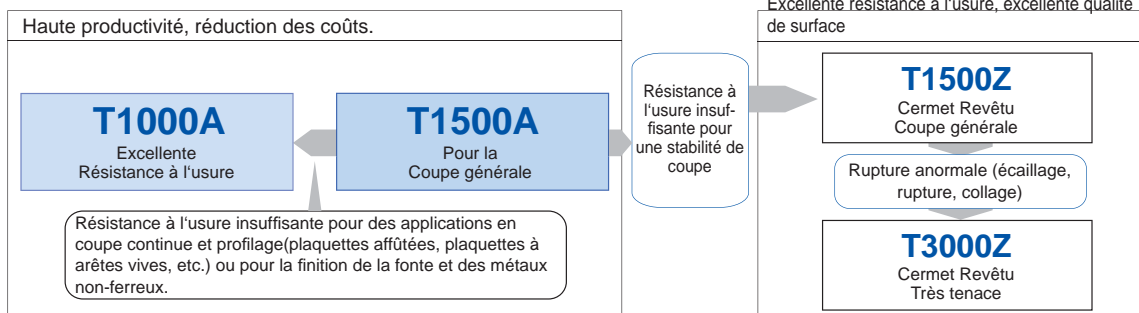 Haute productivité, réduction des coûts.
T1000A
Excellente
Résistance à l'usure
T1500A
Pour la
Coupe générale
Résistance à l'usure insuffisante pour des applications en
coupe continue et profilage(plaquettes affûtées, plaquettes à
arêtes vives, etc.) ou pour la finition de la fonte et des métaux
non-ferreux.
Résistance à
l'usure insuf-
fisante pour
une stabilité de
coupe
Excellente résistance à l'usure, excellente qualité
de surface
T1500Z
Cermet Revêtu
Coupe générale
Rupture anormale (écaillage,
rupture, collage)
T3000Z
Cermet Revêtu
Très tenace